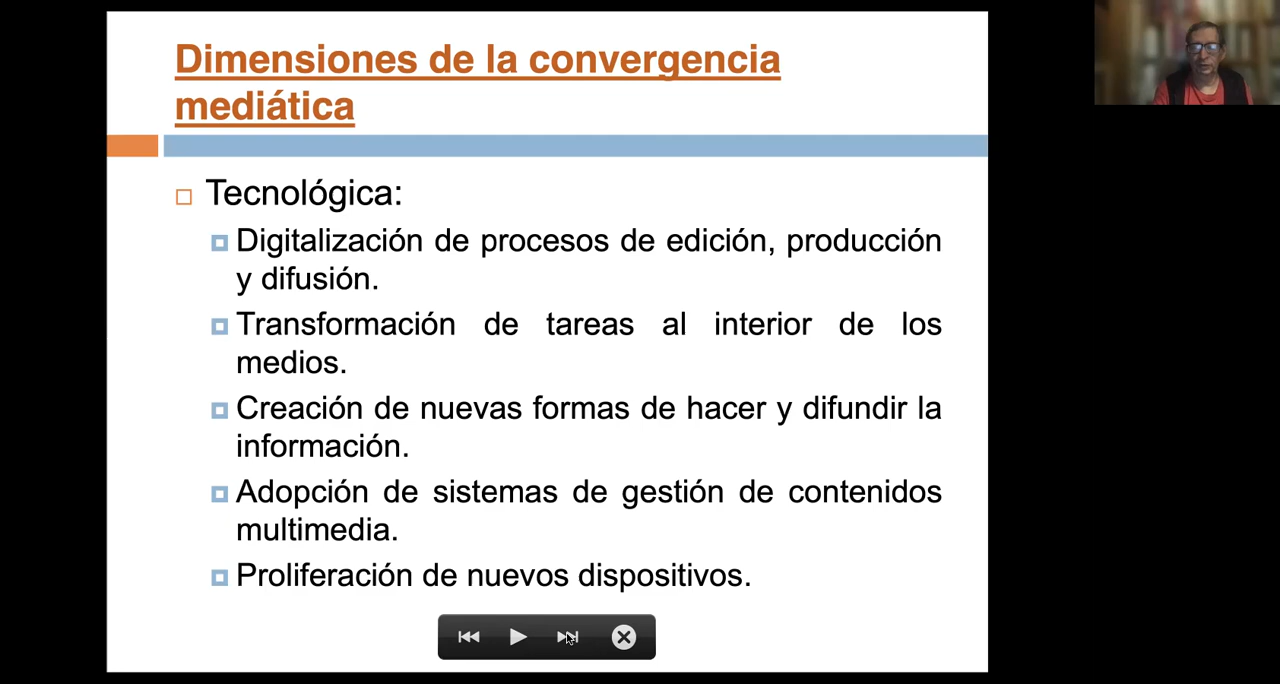 Dimensiones de la convergencia
mediática
Tecnológica:
Digitalización de procesos de edición, producción
y difusión.
Transformación de tareas al interior de los
medios.
Creación de nuevas formas de hacer y difundir la
información.
Adopción de sistemas de gestión de contenidos
multimedia.
Proliferación de nuevos dispositivos.